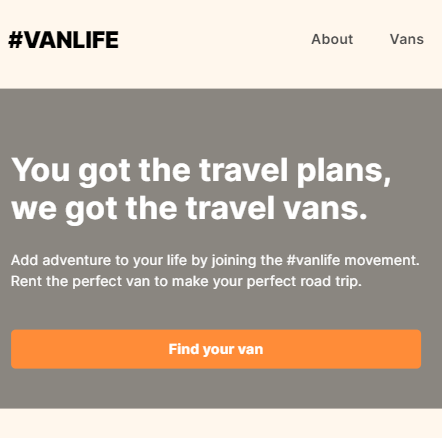 #VANLIFE
About
Vans
You got the travel plans,
we got the travel vans.
Add adventure to your life by joining the #vanlife movement.
Rent the perfect van to make your perfect road trip.
Find your van